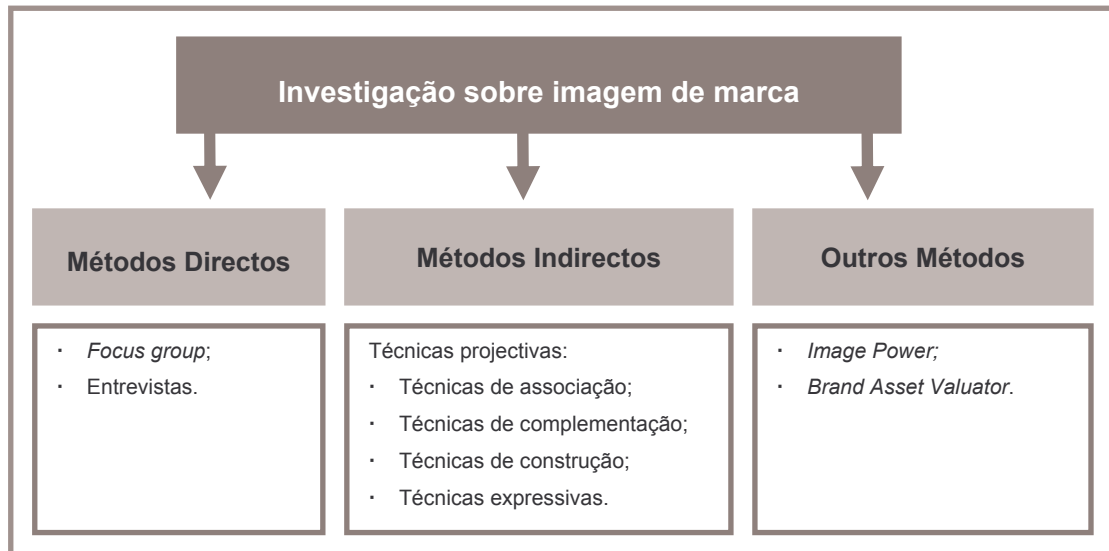 Investigação sobre imagem de marca
Métodos Directos
Métodos Indirectos
Outros Métodos
· Focus group;
· Entrevistas.
Técnicas projectivas:
· Técnicas de associação;
· Técnicas de complementação;
· Técnicas de construção;
· Técnicas expressivas.
· Image Power;
· Brand Asset Valuator.